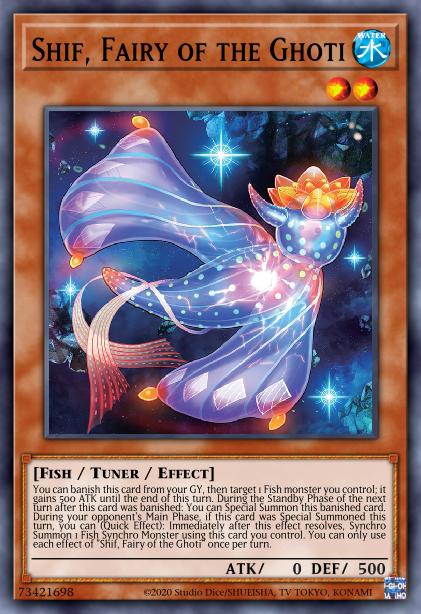 SHIF, FAIRY OF THE GHOTI
WATER
水
[FISH / TUNER / EFFECT]
You can banish this card from your GY, then target 1 Fish monster you control; it
gains 500 ATK until the end of this turn. During the Standby Phase of the next
turn after this card was banished: You can Special Summon this banished card.
During your opponent's Main Phase, if this card was Special Summoned this
turn, you can (Quick Effect): Immediately after this effect resolves, Synchro
Summon 1 Fish Synchro Monster using this card you control. You can only use
each effect of "Shif, Fairy of the Ghoti" once per turn.
ATK/ 0 DEF/ 500
73421698
©2020 Studio Dice/SHUEISHA, TV TOKYO, KONAMI